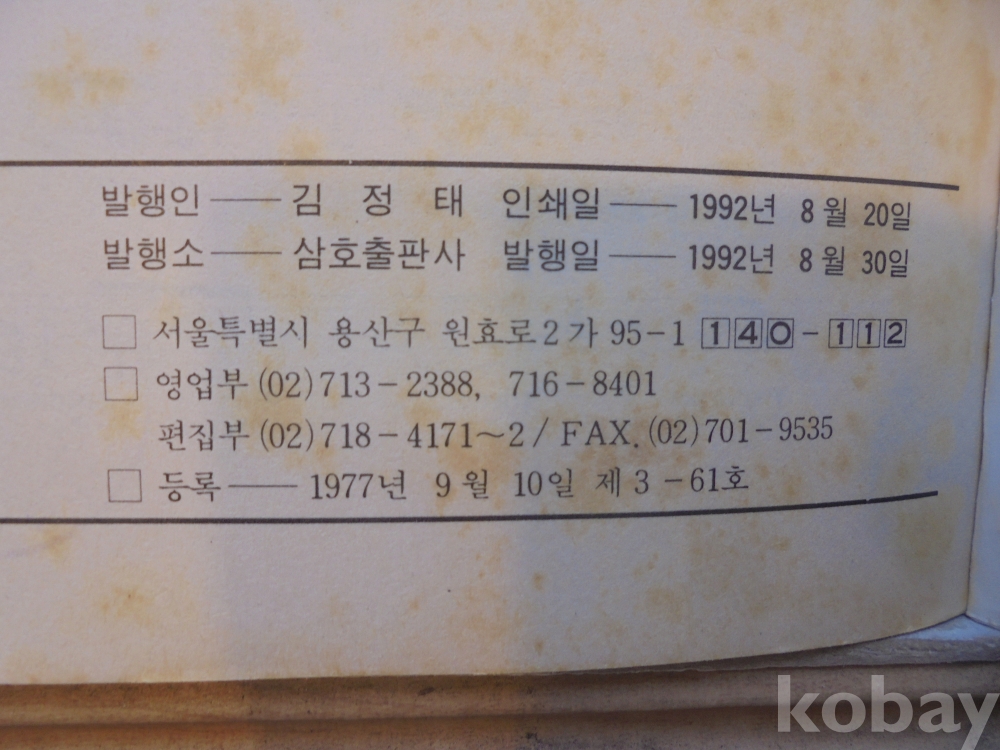 발행인 ── 김 정 태 인쇄일 ── 1992년 8월 20일
발행소 ── 삼호출판사 발행일 ── 1992년 8월 30일
□ 서울특별시 용산구 원효로2가 95-1 140-112
□ 영업부 (02)713-2388, 716-8401
편집부 (02)718-4171~2 / FAX. (02)701-9535
□ 등록 ── 1977년 9월 10일 제3-61호
kobay